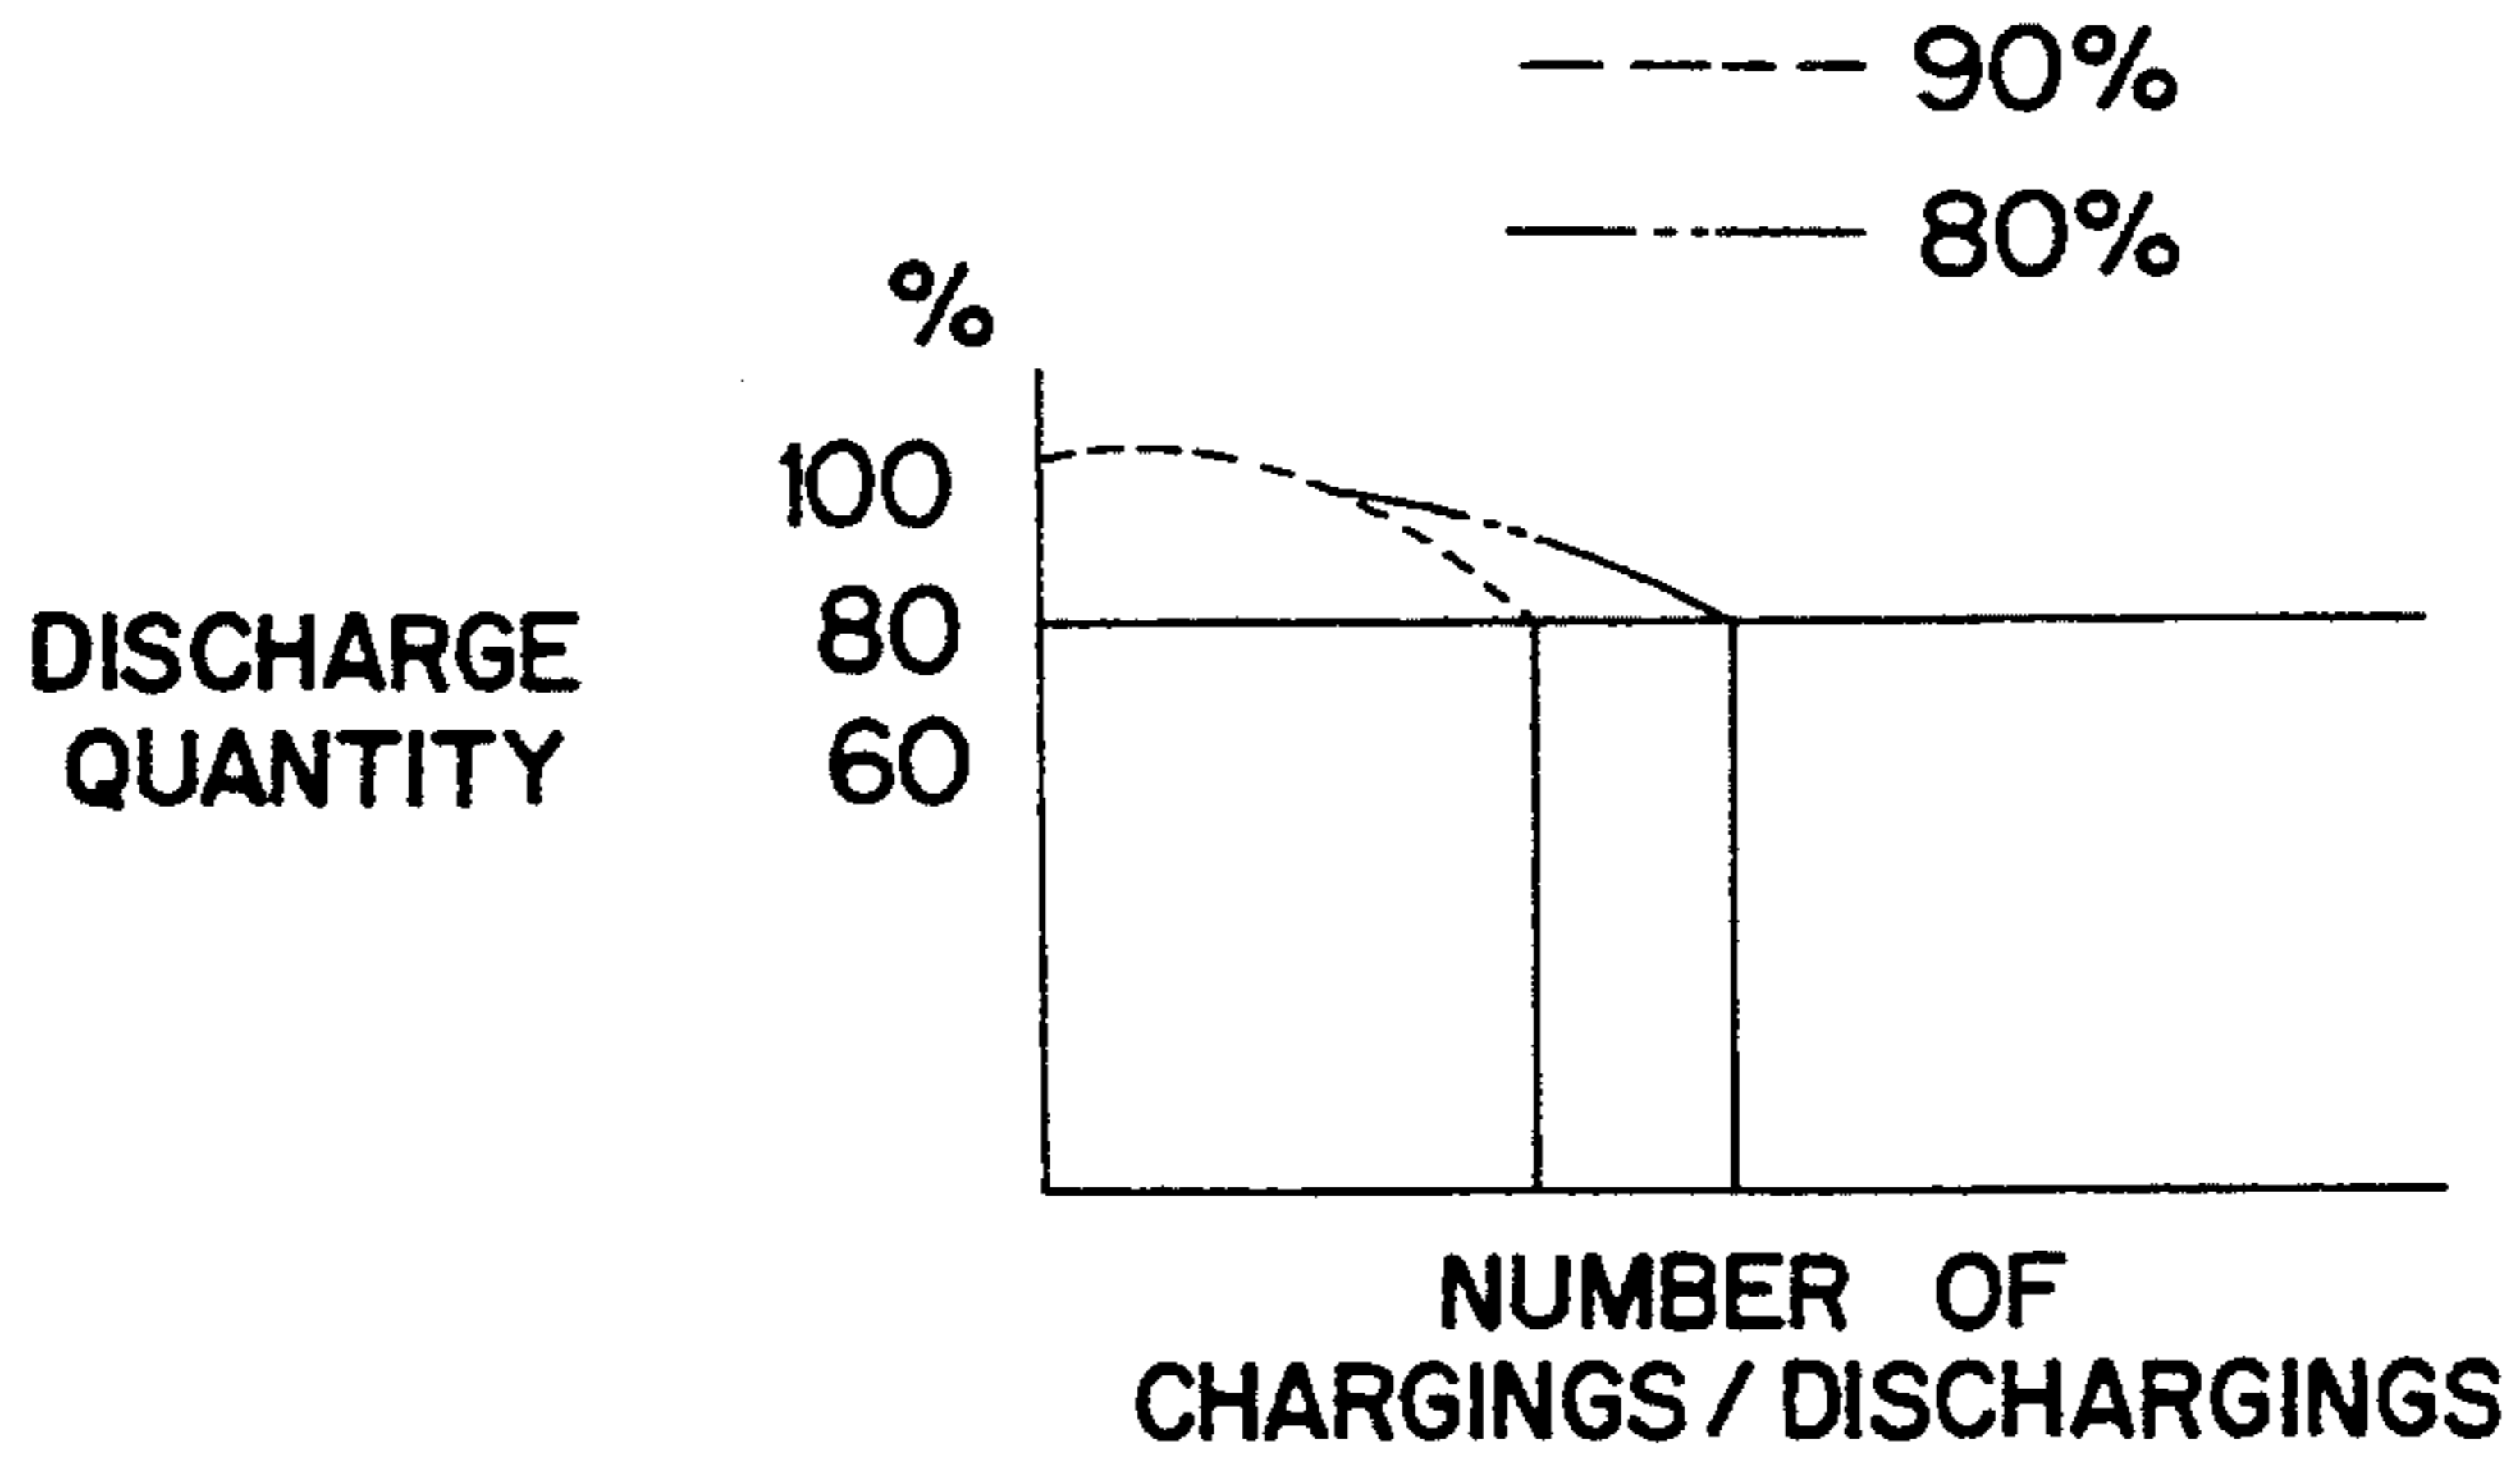 90%
80%
%
100
80
60
DISCHARGE
QUANTITY
NUMBER OF
CHARGINGS / DISCHARGINGS